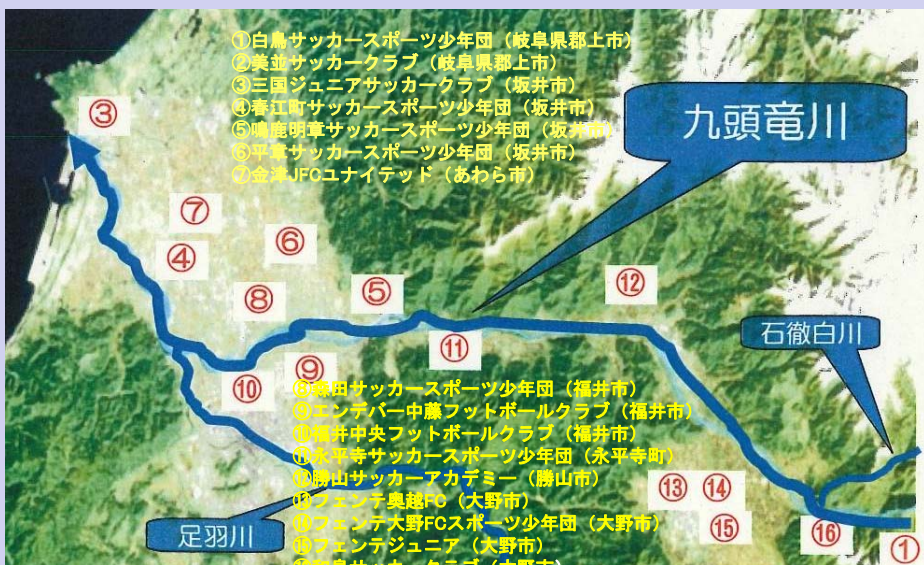 ①白鳥サッカースポーツ少年団（岐阜県郡上市）
②美並サッカークラブ（岐阜県郡上市）
③三国ジュニアサッカークラブ（坂井市）
④春江町サッカースポーツ少年団（坂井市）
⑤鳴鹿明章サッカースポーツ少年団（坂井市）
⑥平章サッカースポーツ少年団（坂井市）
⑦金津JFCユナイテッド（あわら市）
九頭竜川
③
⑦
④
⑥
⑧
⑤
⑫
⑪
石徹白川
⑩
⑨
⑧森田サッカースポーツ少年団（福井市）
⑨エンデバー中藤フットボールクラブ（福井市）
⑩福井中央フットボールクラブ（福井市）
⑪永平寺サッカースポーツ少年団（永平寺町）
⑫勝山サッカーアカデミー（勝山市）
⑬フェンテ奥越FC（大野市）
⑭フェンテ大野FCスポーツ少年団（大野市）
⑮フェンテジュニア（大野市）
サッカークラブ（大野市）
⑬
⑭
⑮
⑯
①
足羽川